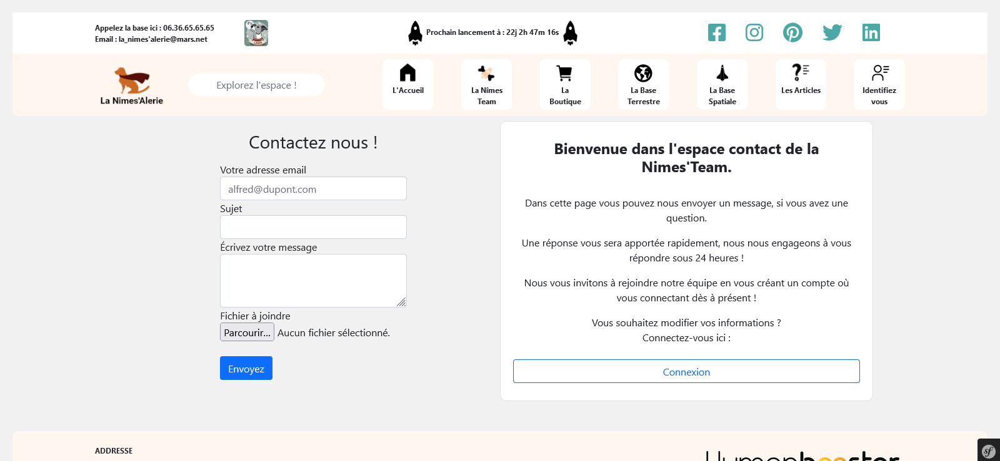 Appelez la base ici : 06.36.65.65.65
Email : la_nimes'alerie@mars.net
Prochain lancement à : 22j 2h 47m 16s
La Nimes'Alerie
Explorez l'espace !
L'Accueil
La Nîmes
Team
La
Boutique
La Base
Terrestre
La Base
Spatiale
Les Articles
Identifiez
vous
Contactez nous !
Votre adresse email
alfred@dupont.com
Sujet
Écrivez votre message
Fichier à joindre
Parcourir... Aucun fichier sélectionné.
Envoyez
Bienvenue dans l'espace contact de la
Nimes'Team.
Dans cette page vous pouvez nous envoyer un message, si vous avez une
question.
Une réponse vous sera apportée rapidement, nous nous engageons à vous
répondre sous 24 heures !
Nous vous invitons à rejoindre notre équipe en vous créant un compte où
vous connectant dès à présent !
Vous souhaitez modifier vos informations ?
Connectez-vous ici :
Connexion
ADDRESSE
Humanbooster
sf